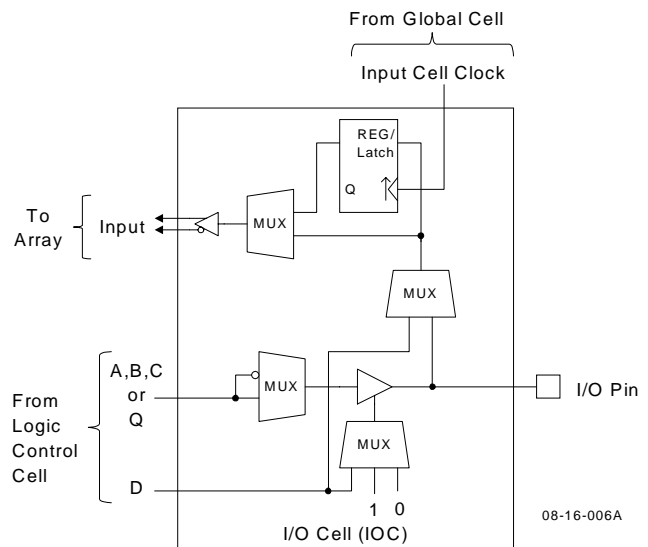 From Global Cell
Input Cell Clock
REG/
Latch
Q
To
Array
Input
MUX
MUX
A,B,C
or
Q
MUX
I/O Pin
From
Logic
Control
Cell
MUX
D
1 0
I/O Cell (IOC)
08-16-006A